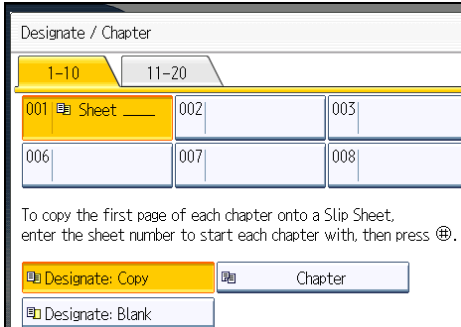 Designate / Chapter
1-10 11-20
001 Sheet ____ 002 003
006 007 008
To copy the first page of each chapter onto a Slip Sheet,
enter the sheet number to start each chapter with, then press ⌗.
Designate: Copy Chapter
Designate: Blank